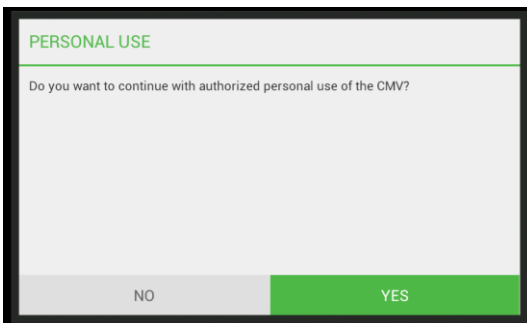 PERSONAL USE
Do you want to continue with authorized personal use of the CMV?
NO
YES